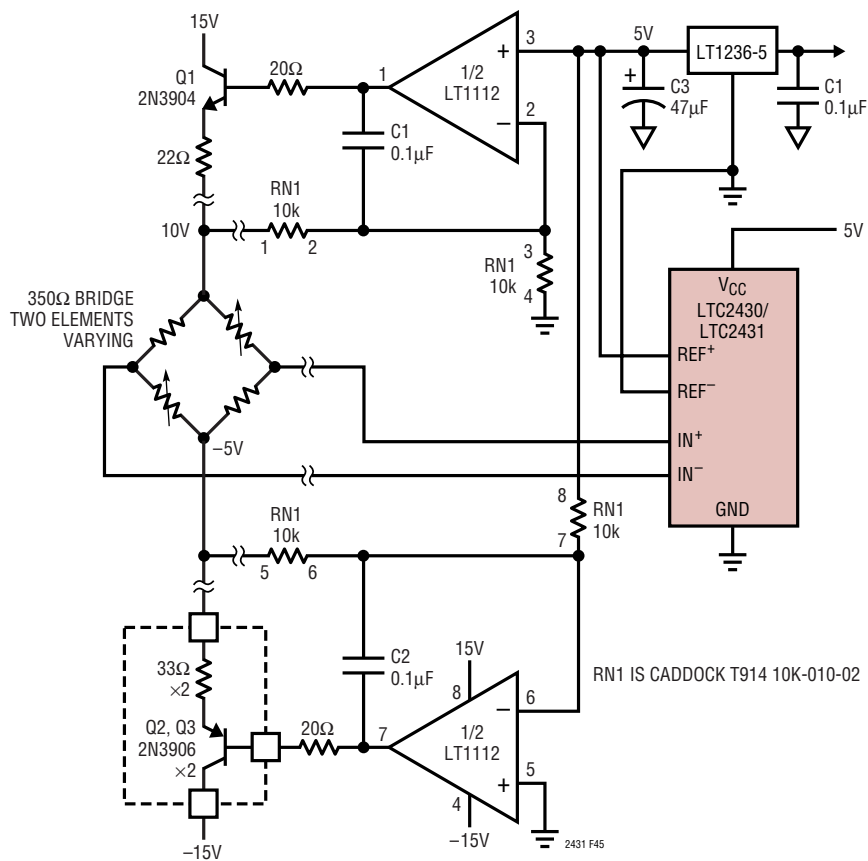 15V
Q1
2N3904
20Ω
1
1/2
LT1112
+
3
−
2
5V
LT1236-5
+
C3
47µF
C1
0.1µF
22Ω
C1
0.1µF
10V
RN1
10k
1
2
RN1
10k
3
4
5V
350Ω BRIDGE
TWO ELEMENTS
VARYING
VCC
LTC2430/
LTC2431
REF+
REF−
IN+
IN−
GND
−5V
RN1
10k
5
6
8
RN1
10k
7
C2
0.1µF
15V
8
RN1 IS CADDOCK T914 10K-010-02
33Ω
×2
Q2, Q3
2N3906
×2
20Ω
7
1/2
LT1112
−
6
+
5
4
−15V
−15V
2431 F45